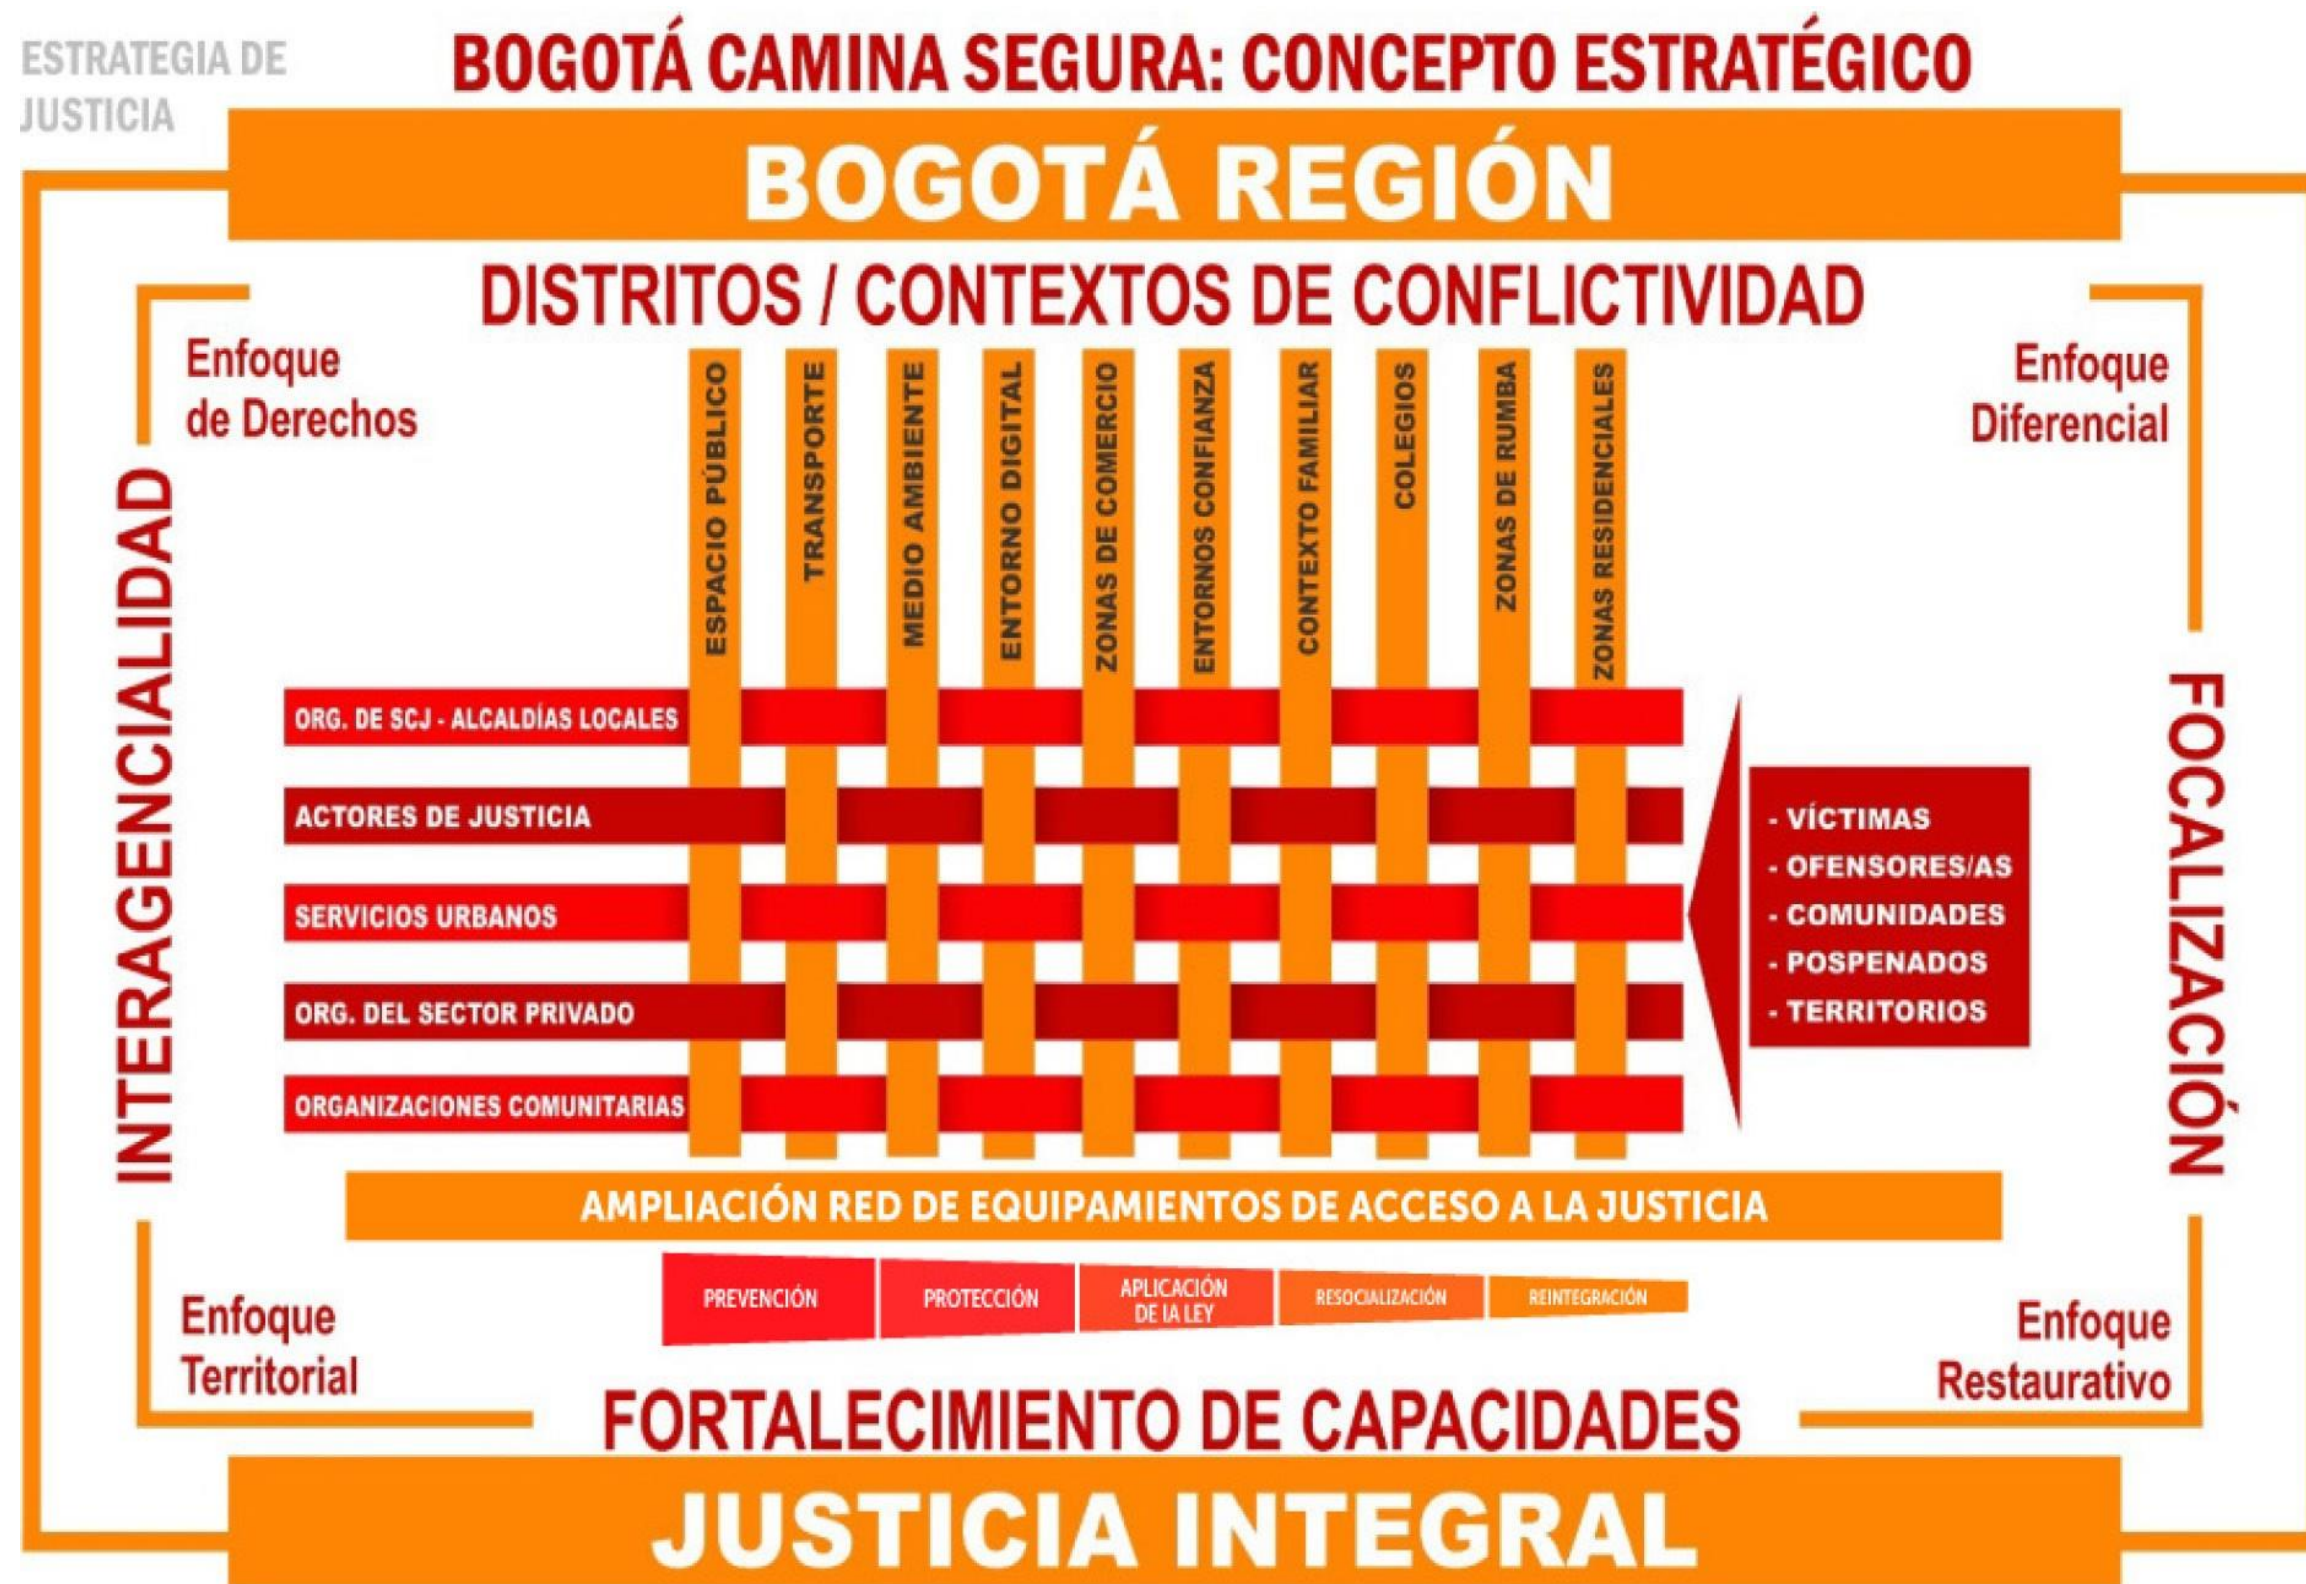 ESTRATEGIA DE
JUSTICIA
BOGOTÁ CAMINA SEGURA: CONCEPTO ESTRATÉGICO
BOGOTÁ REGIÓN
DISTRITOS / CONTEXTOS DE CONFLICTIVIDAD
Enfoque
de Derechos
Enfoque
Diferencial
INTERAGENCIALIDAD
ESPACIO PÚBLICO
TRANSPORTE
MEDIO AMBIENTE
ENTORNO DIGITAL
ZONAS DE COMERCIO
ENTORNOS CONFIANZA
CONTEXTO FAMILIAR
COLEGIOS
ZONAS DE RUMBA
ZONAS RESIDENCIALES
FOCALIZACIÓN
ORG. DE SCJ - ALCALDÍAS LOCALES
ACTORES DE JUSTICIA
SERVICIOS URBANOS
ORG. DEL SECTOR PRIVADO
ORGANIZACIONES COMUNITARIAS
- VÍCTIMAS
- OFENSORES/AS
- COMUNIDADES
- POSPENADOS
- TERRITORIOS
AMPLIACIÓN RED DE EQUIPAMIENTOS DE ACCESO A LA JUSTICIA
PREVENCIÓN
PROTECCIÓN
APLICACIÓN
DE lA LEY
RESOCIALIZACIÓN
REINTEGRACIÓN
Enfoque
Territorial
Enfoque
Restaurativo
FORTALECIMIENTO DE CAPACIDADES
JUSTICIA INTEGRAL